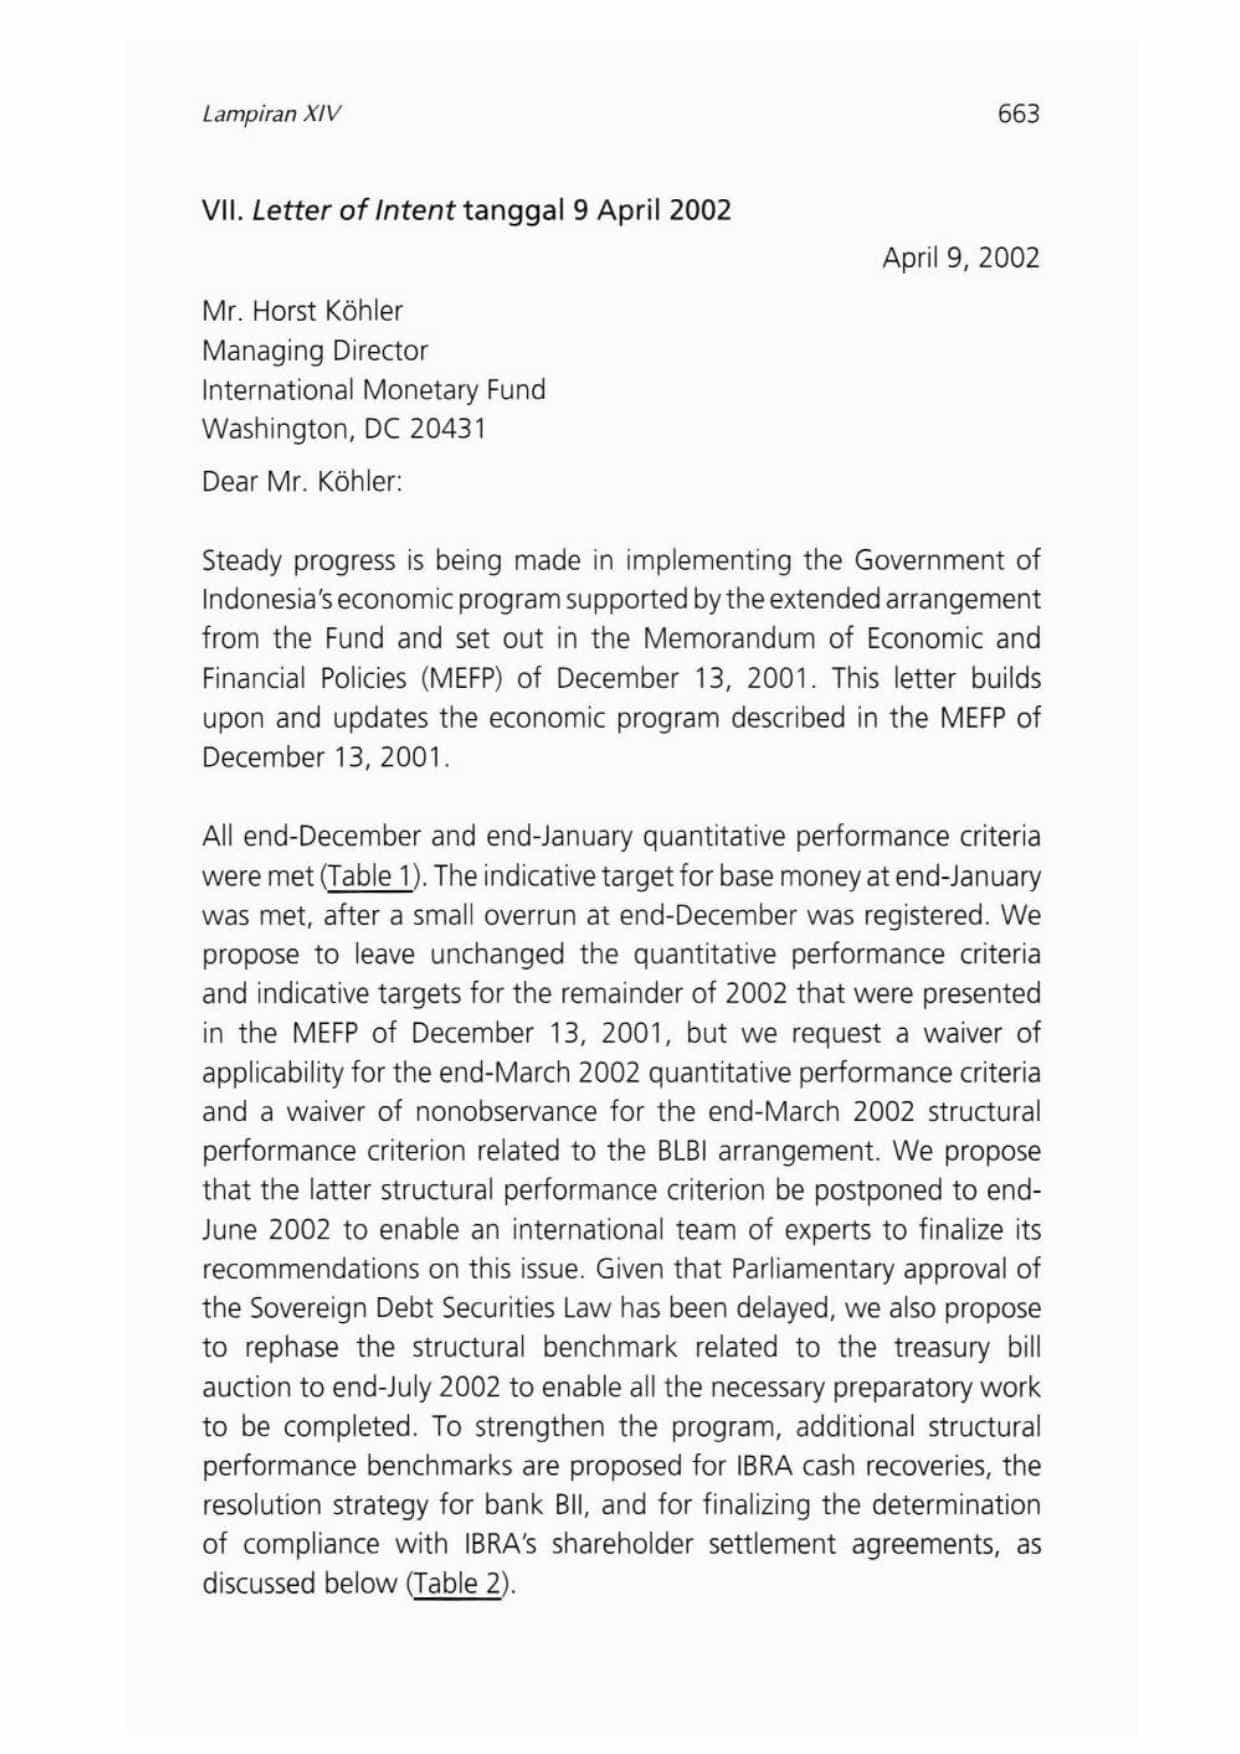 Lampiran XIV
663
VII. Letter of Intent tanggal 9 April 2002
April 9, 2002
Mr. Horst Köhler
Managing Director
International Monetary Fund
Washington, DC 20431
Dear Mr. Köhler:
Steady progress is being made in implementing the Government of
Indonesia's economic program supported by the extended arrangement
from the Fund and set out in the Memorandum of Economic and
Financial Policies (MEFP) of December 13, 2001. This letter builds
upon and updates the economic program described in the MEFP of
December 13, 2001.
All end-December and end-January quantitative performance criteria
were met (Table 1). The indicative target for base money at end-January
was met, after a small overrun at end-December was registered. We
propose to leave unchanged the quantitative performance criteria
and indicative targets for the remainder of 2002 that were presented
in the MEFP of December 13, 2001, but we request a waiver of
applicability for the end-March 2002 quantitative performance criteria
and a waiver of nonobservance for the end-March 2002 structural
performance criterion related to the BLBI arrangement. We propose
that the latter structural performance criterion be postponed to end-
June 2002 to enable an international team of experts to finalize its
recommendations on this issue. Given that Parliamentary approval of
the Sovereign Debt Securities Law has been delayed, we also propose
to rephase the structural benchmark related to the treasury bill
auction to end-July 2002 to enable all the necessary preparatory work
to be completed. To strengthen the program, additional structural
performance benchmarks are proposed for IBRA cash recoveries, the
resolution strategy for bank BII, and for finalizing the determination
of compliance with IBRA's shareholder settlement agreements, as
discussed below (Table 2).